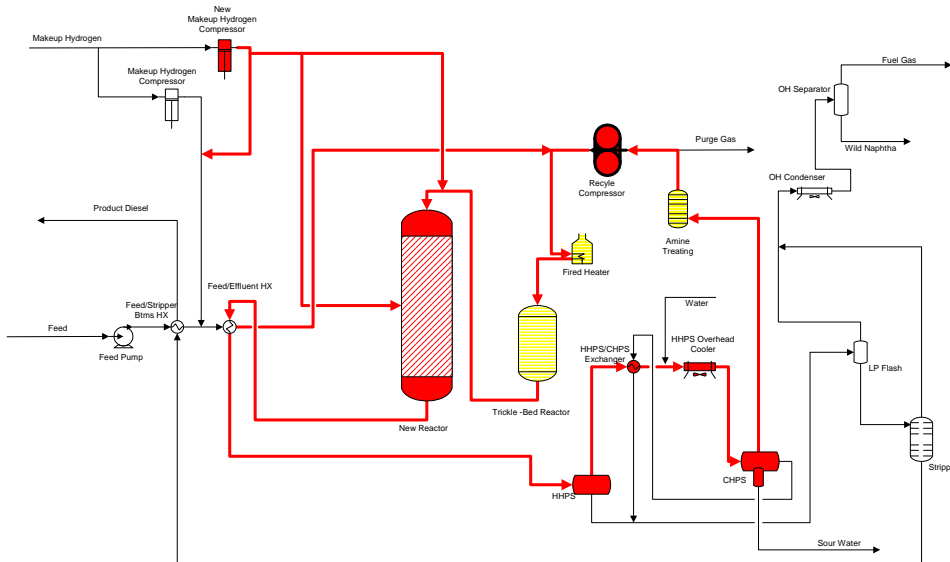 New
Makeup Hydrogen
Compressor
Makeup Hydrogen
Makeup Hydrogen
Compressor
Fuel Gas
OH Separator
Wild Naphtha
Purge Gas
Recyle
Compressor
OH Condenser
Product Diesel
Amine
Treating
Fired Heater
Feed/Effluent HX
Feed/Stripper
Btms HX
Water
Feed
Feed Pump
HHPS/CHPS
Exchanger
HHPS Overhead
Cooler
LP Flash
Trickle -Bed Reactor
New Reactor
Stripp
CHPS
HHPS
Sour Water